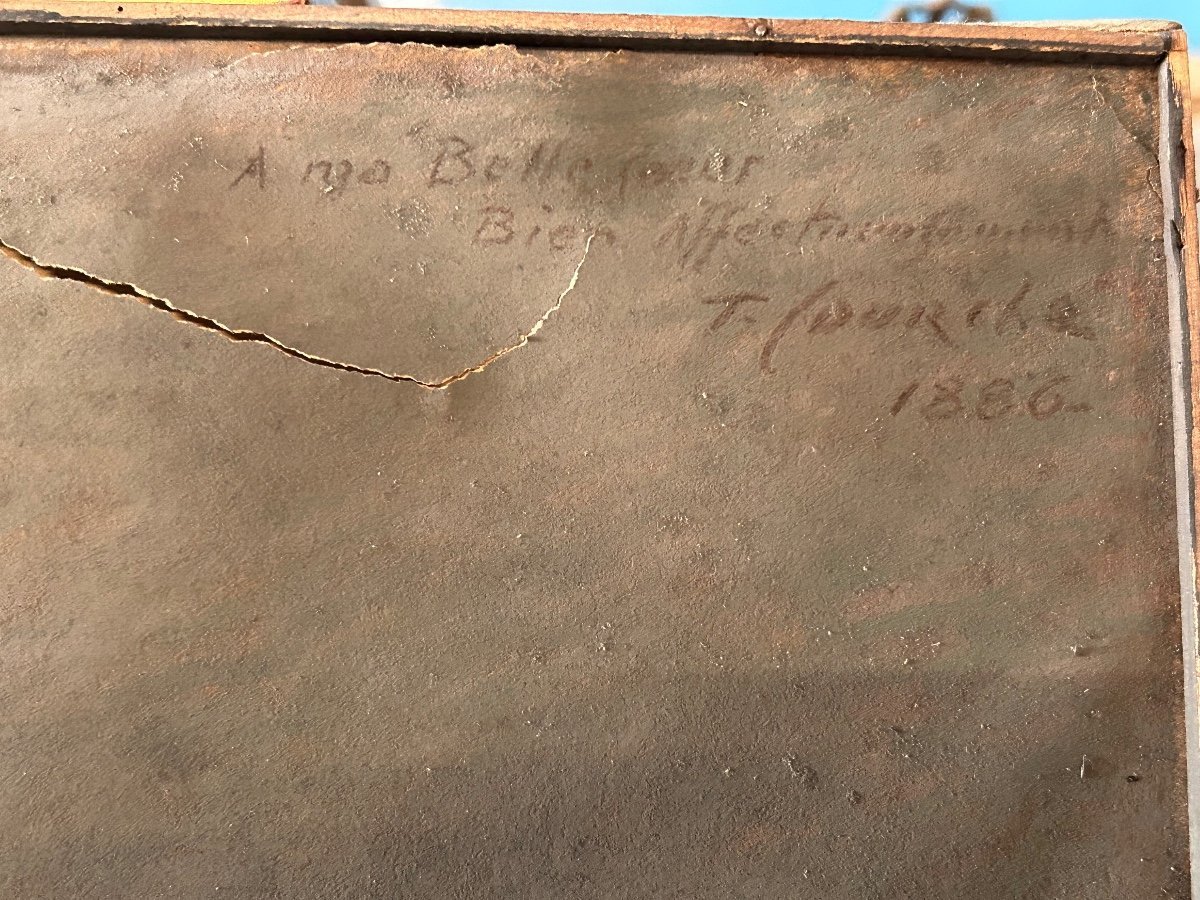 A ma Belle soeur
Bien Affectueusement
T.
1886